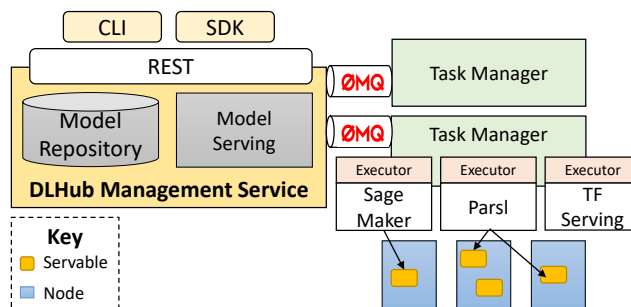 CLI
SDK
REST
Model
Repository
Model
Serving
DLHub Management Service
ØMQ
Task Manager
ØMQ
Task Manager
Executor
Sage
Maker
Executor
Parsl
Executor
TF
Serving
Key
Servable
Node